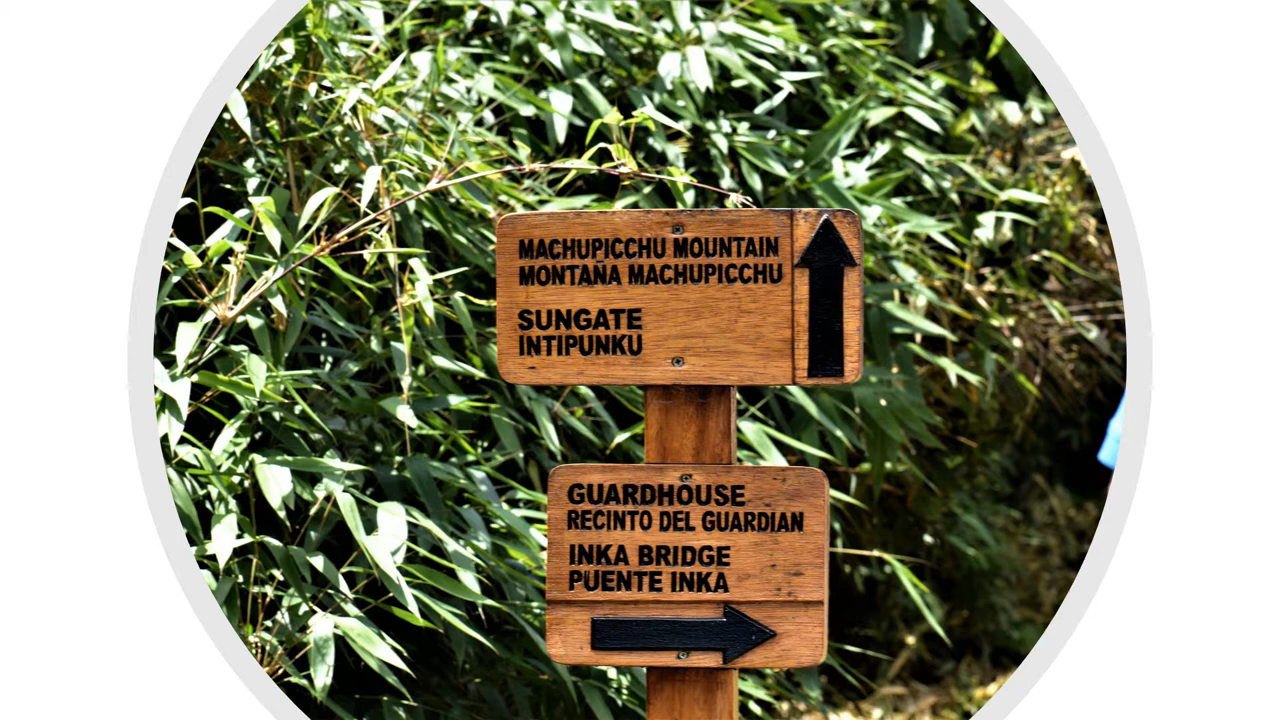 MACHUPICCHU MOUNTAIN
MONTAÑA MACHUPICCHU
SUNGATE
INTIPUNKU
GUARDHOUSE
RECINTO DEL GUARDIAN
INKA BRIDGE
PUENTE INKA